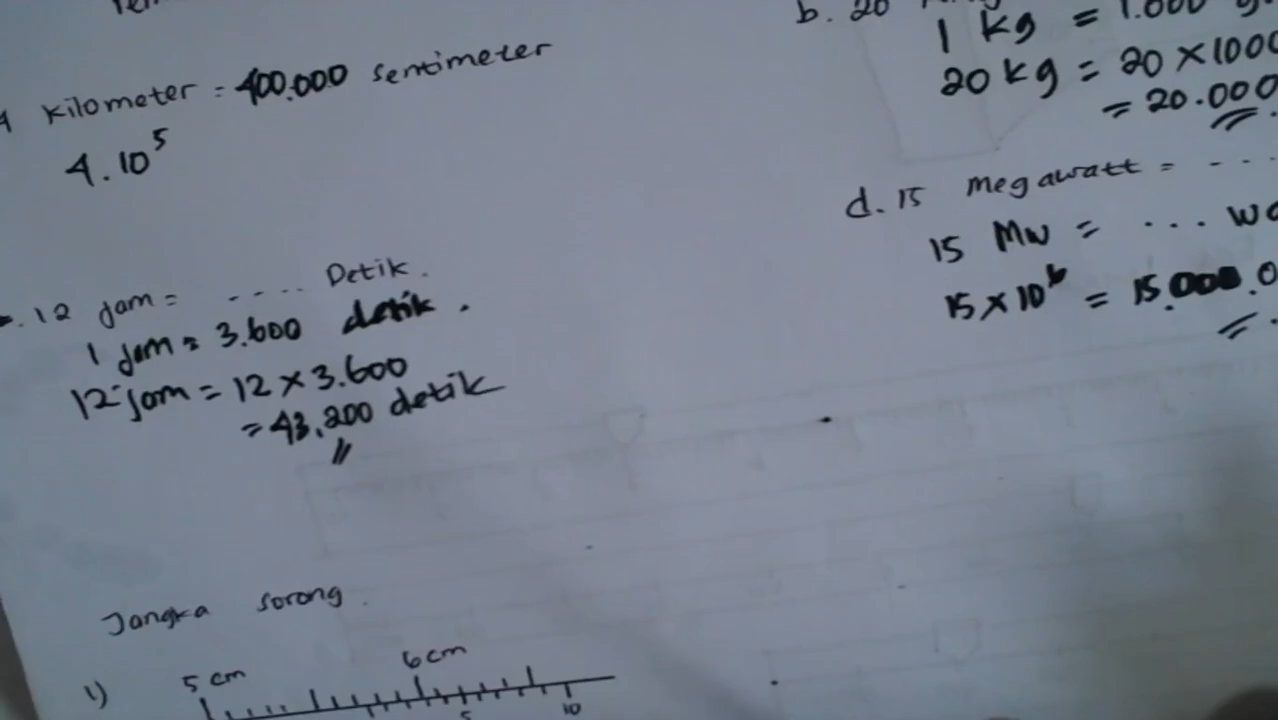 4 Kilometer = 400.000 sentimeter
4.10⁵
12 jam = .... Detik.
1 jam = 3.600 detik.
12 jam = 12 × 3.600
= 43.200 detik
b. 20
1 kg = 1.000
20 kg = 20 × 1000
= 20.000
d. 15 Megawatt = ...
15 MW = ...
15 × 10⁶ = 15.000.0
Jangka sorong.
1) 5 cm 6 cm
5 10